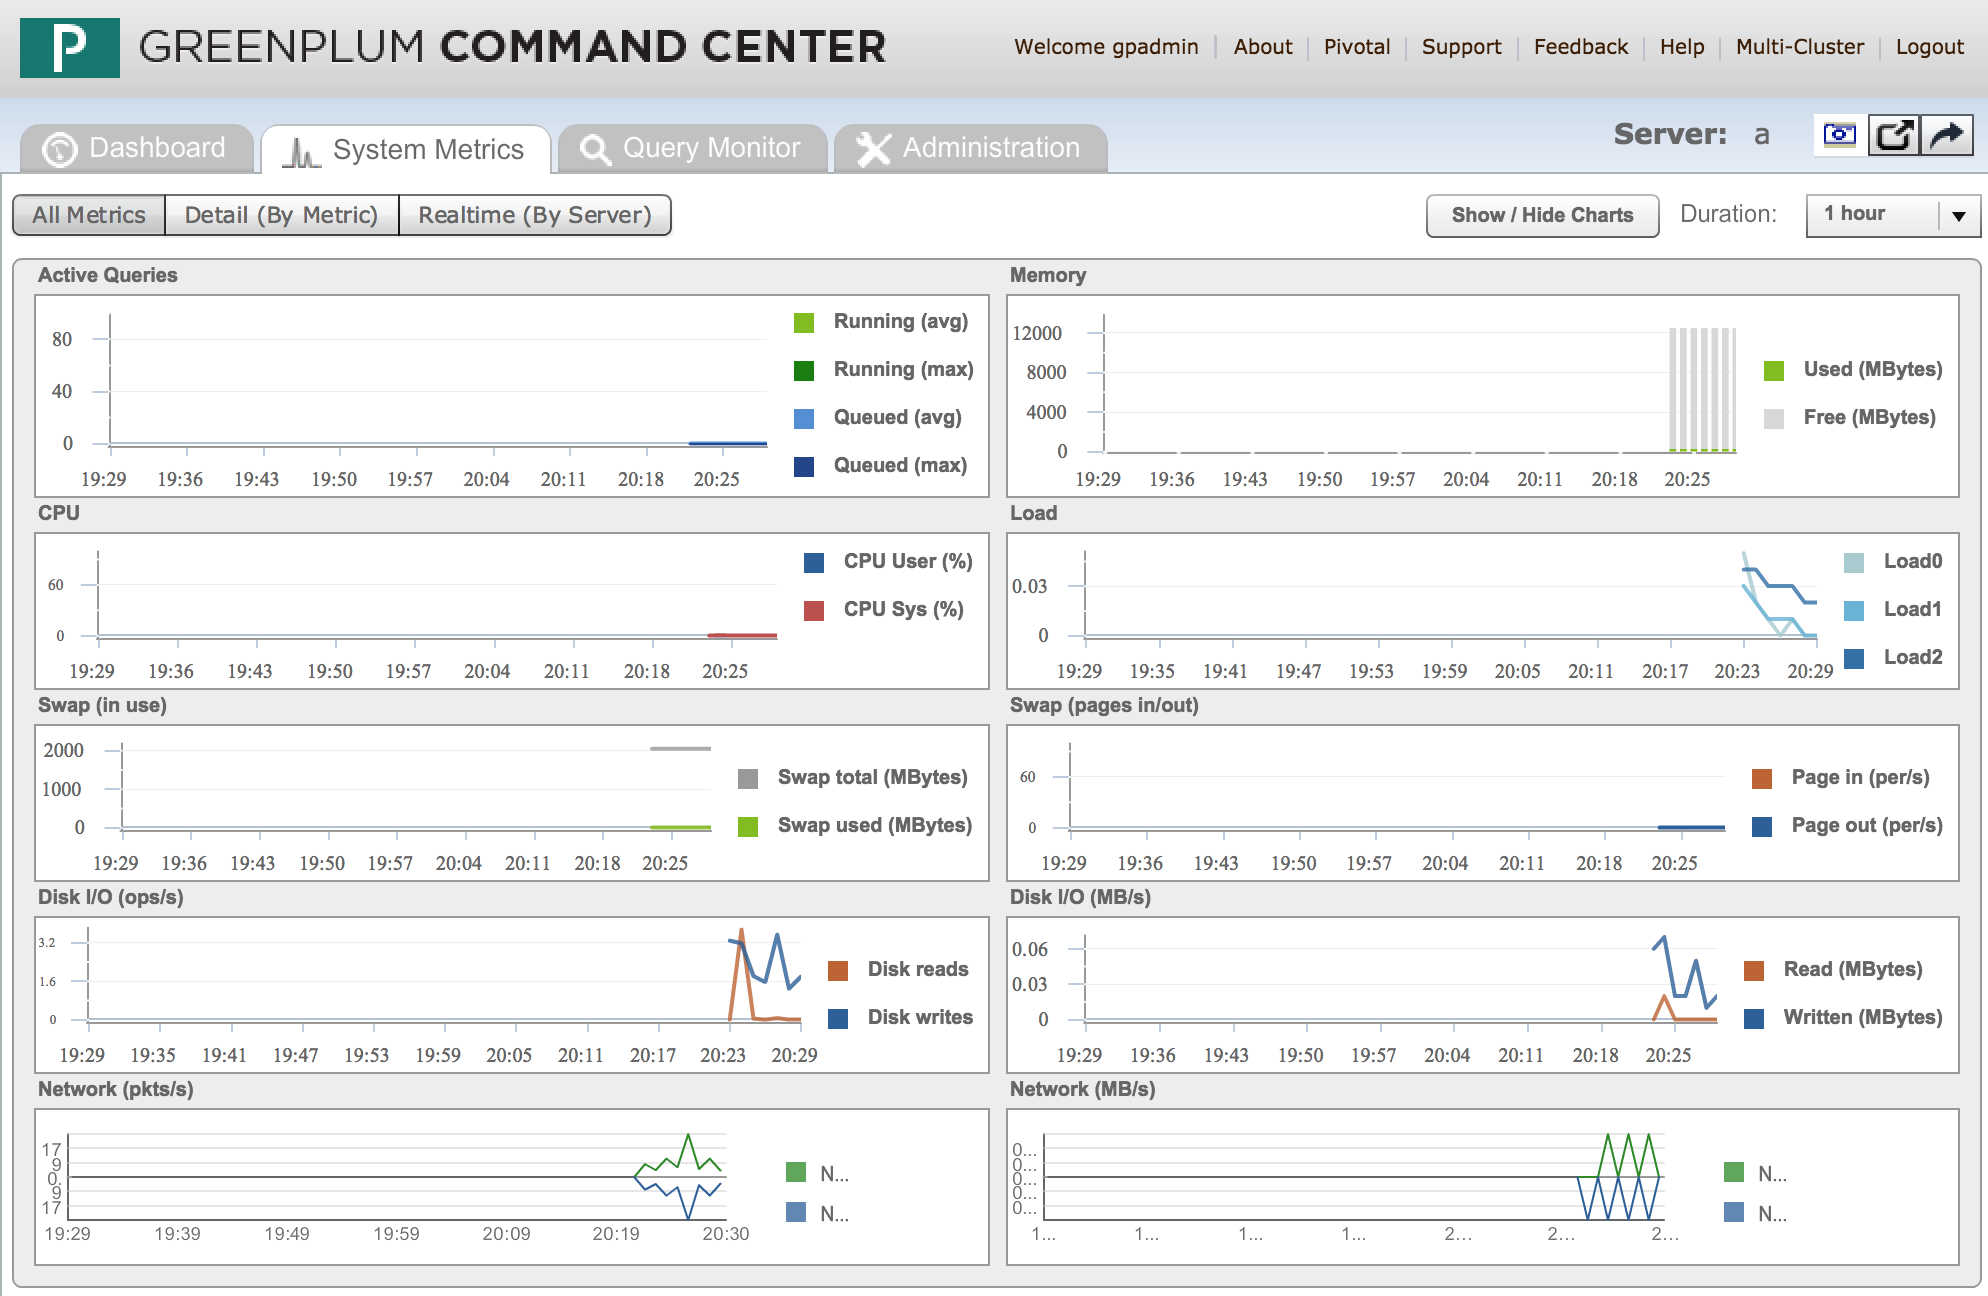 P GREENPLUM COMMAND CENTER
Welcome gpadmin About Pivotal Support Feedback Help Multi-Cluster Logout
Dashboard System Metrics Query Monitor Administration
Server: a
All Metrics Detail (By Metric) Realtime (By Server)
Show / Hide Charts Duration: 1 hour
Active Queries
80
40
0
19:29 19:36 19:43 19:50 19:57 20:04 20:11 20:18 20:25
Running (avg)
Running (max)
Queued (avg)
Queued (max)
Memory
12000
8000
4000
0
19:29 19:36 19:43 19:50 19:57 20:04 20:11 20:18 20:25
Used (MBytes)
Free (MBytes)
CPU
60
0
19:29 19:36 19:43 19:50 19:57 20:04 20:11 20:18 20:25
CPU User (%)
CPU Sys (%)
Load
0.03
0
19:29 19:35 19:41 19:47 19:53 19:59 20:05 20:11 20:17 20:23 20:29
Load0
Load1
Load2
Swap (in use)
2000
1000
0
19:29 19:36 19:43 19:50 19:57 20:04 20:11 20:18 20:25
Swap total (MBytes)
Swap used (MBytes)
Swap (pages in/out)
60
0
19:29 19:36 19:43 19:50 19:57 20:04 20:11 20:18 20:25
Page in (per/s)
Page out (per/s)
Disk I/O (ops/s)
3.2
1.6
0
19:29 19:35 19:41 19:47 19:53 19:59 20:05 20:11 20:17 20:23 20:29
Disk reads
Disk writes
Disk I/O (MB/s)
0.06
0.03
0
19:29 19:36 19:43 19:50 19:57 20:04 20:11 20:18 20:25
Read (MBytes)
Written (MBytes)
Network (pkts/s)
17
9
0.
9
17
19:29 19:39 19:49 19:59 20:09 20:19 20:30
N...
N...
Network (MB/s)
0...
0...
0...
0...
0...
1... 1... 1... 1... 2... 2... 2...
N...
N...